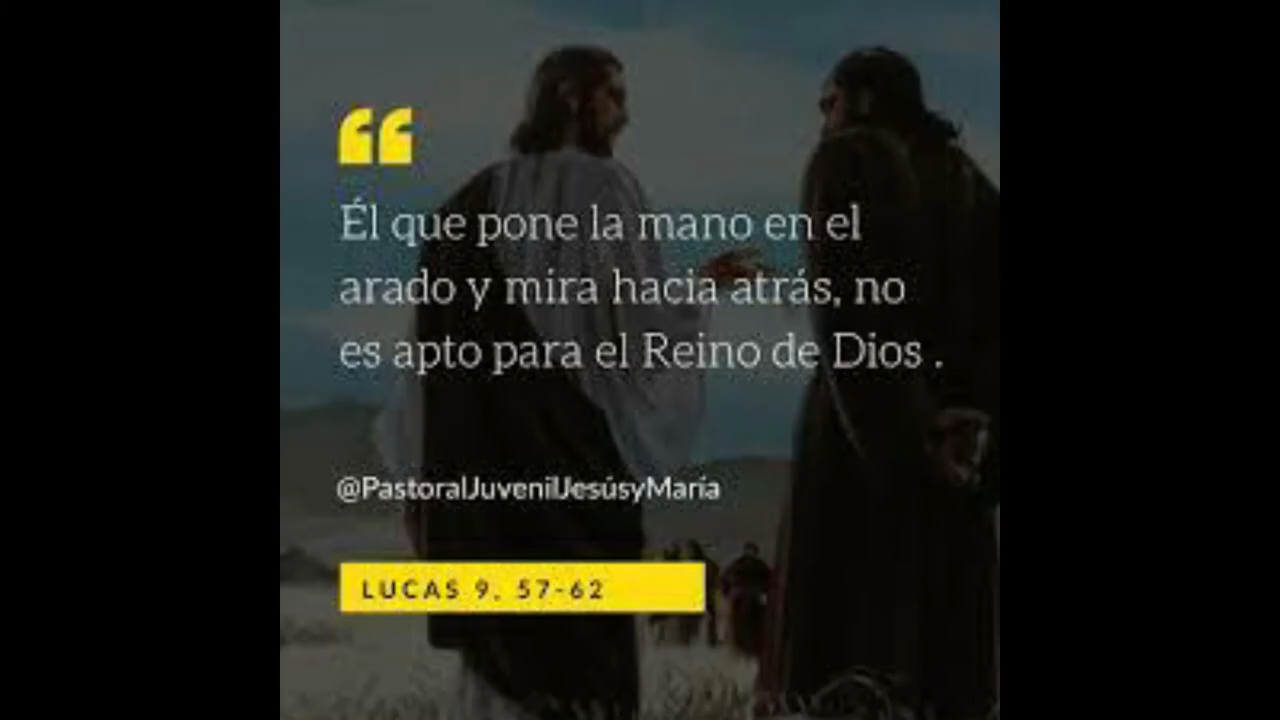 “
Él que pone la mano en el
arado y mira hacia atrás, no
es apto para el Reino de Dios .
@PastoralJuvenilJesúsyMaría
LUCAS 9, 57-62